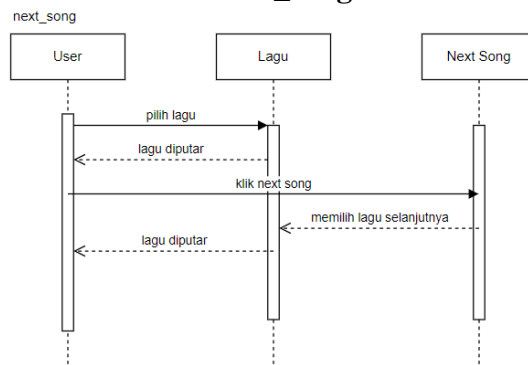 next_song
User
Lagu
Next Song
pilih lagu
lagu diputar
klik next song
memilih lagu selanjutnya
lagu diputar